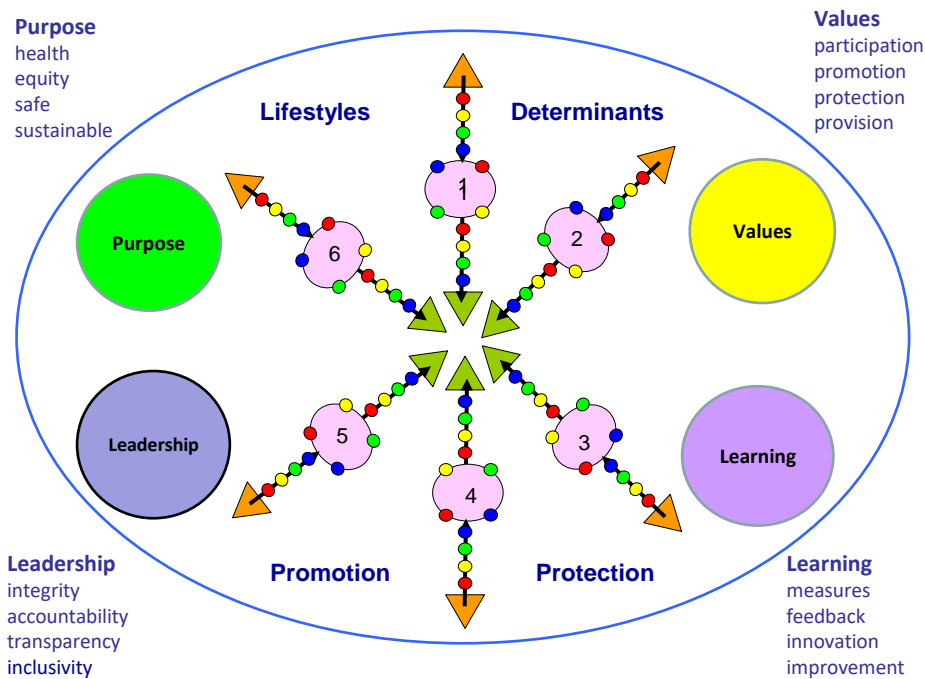 Purpose
health
equity
safe
sustainable
Values
participation
promotion
protection
provision
Lifestyles
Determinants
1
2
6
Purpose
Values
5
3
Leadership
Learning
4
Promotion
Protection
Leadership
integrity
accountability
transparency
inclusivity
Learning
measures
feedback
innovation
improvement